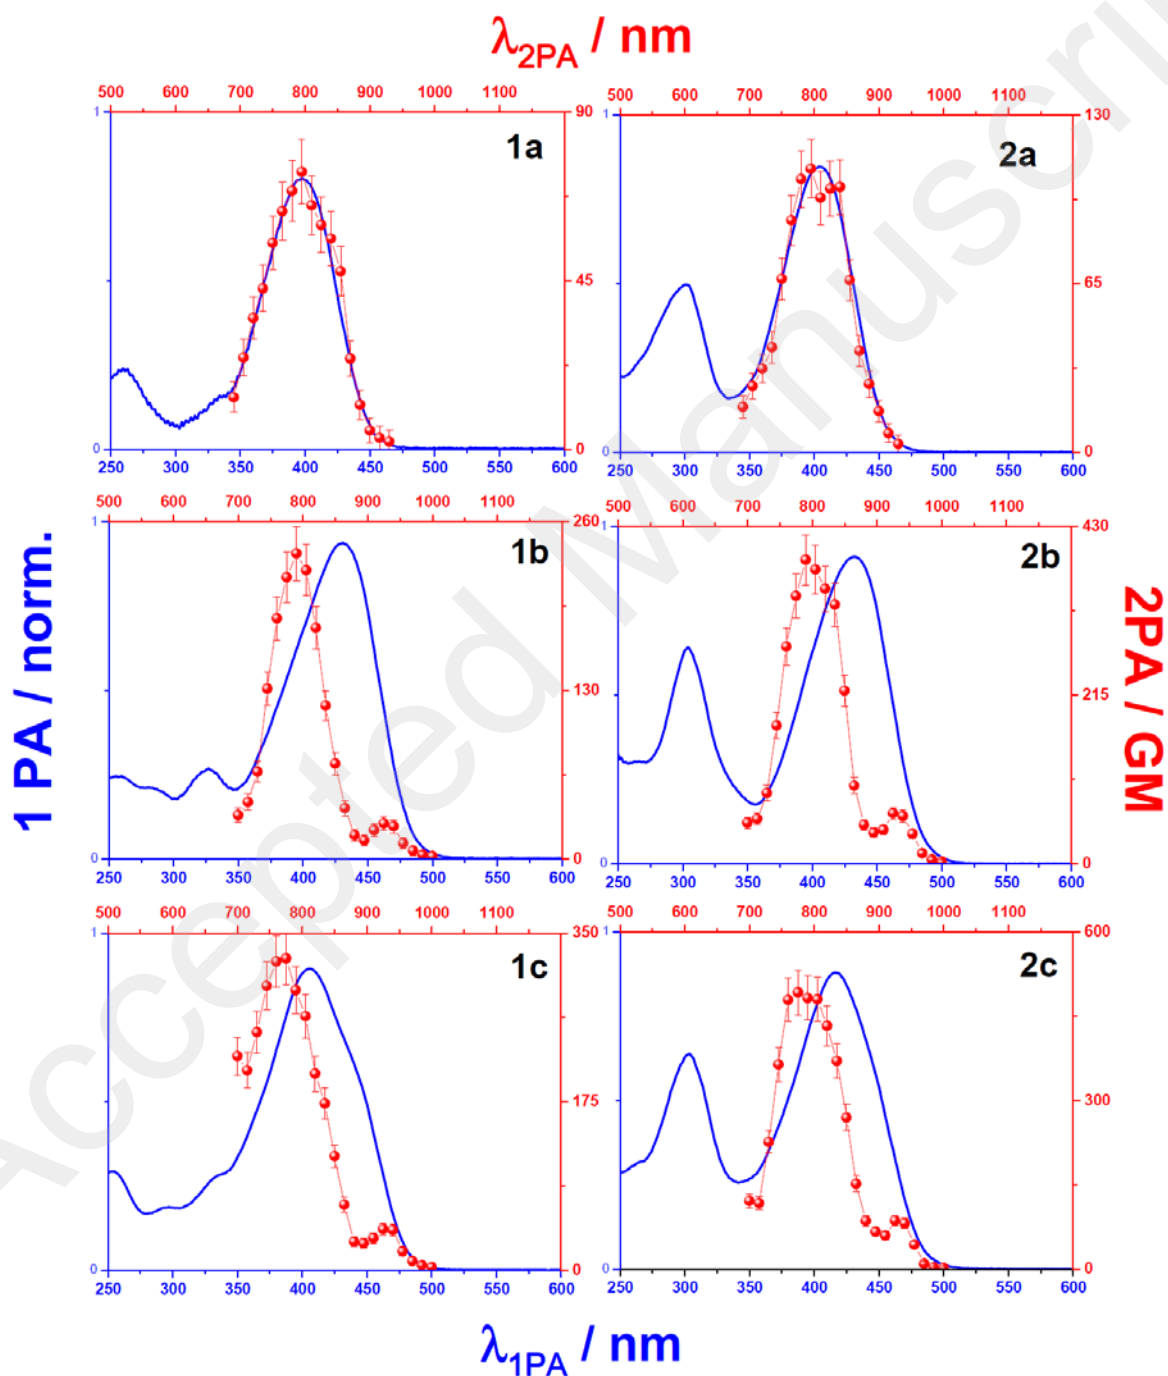 λ2PA / nm
500 600 700 800 900 1000 1100
500 600 700 800 900 1000 1100
1 90 1a 45 0 0
130 2a 65 0 0
250 300 350 400 450 500 550 600
250 300 350 400 450 500 550 600
500 600 700 800 900 1000 1100
500 600 700 800 900 1000 1100
1 260 1b 130 0 0
1 430 2b 215 0 0
250 300 350 400 450 500 550 600
250 300 350 400 450 500 550 600
500 600 700 800 900 1000 1100
500 600 700 800 900 1000 1100
1 350 1c 175 0 0
1 600 2c 300 0 0
250 300 350 400 450 500 550 600
250 300 350 400 450 500 550 600
1 PA / norm.
2PA / GM
λ1PA / nm
Accepted Manuscri